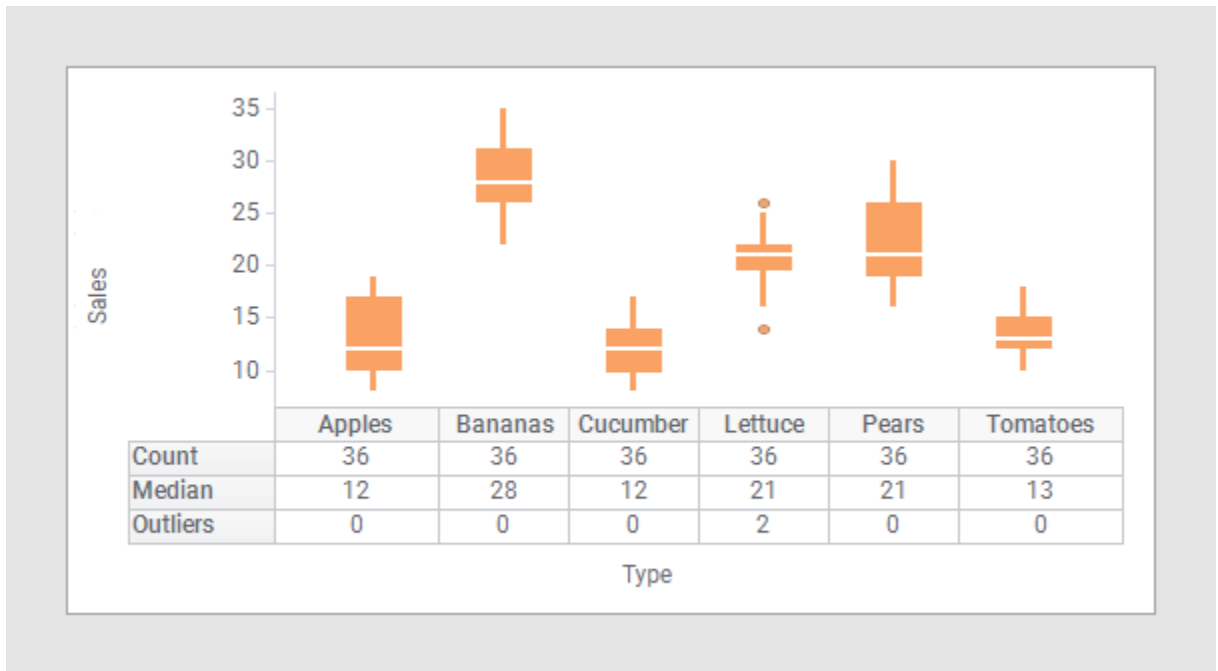 35
30
25
20
15
10
Sales
Apples Bananas Cucumber Lettuce Pears Tomatoes
Count 36 36 36 36 36 36
Median 12 28 12 21 21 13
Outliers 0 0 0 2 0 0
Type